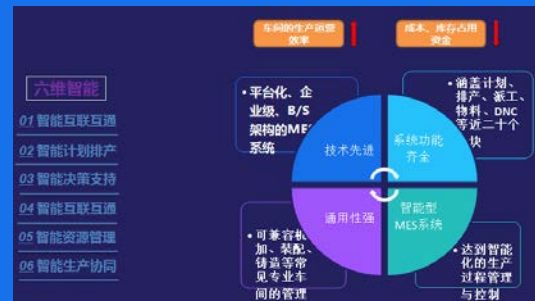 车间的生产运营
效率
成本、库存占用
资金
六维智能
01 智能互联互通
02 智能计划排产
03 智能决策支持
04 智能互联互通
05 智能资源管理
06 智能生产协同
• 平台化、企
业级、B/S
架构的MES
系统
• 涵盖计划、
排产、派工、
物料、DNC
等近二十个
块
技术先进
系统功能
齐全
通用性强
智能型
MES系统
• 可兼容机
加、装配、
铸造等常
见专业车
间的管理
• 达到智能
化的生产
过程管理
与控制